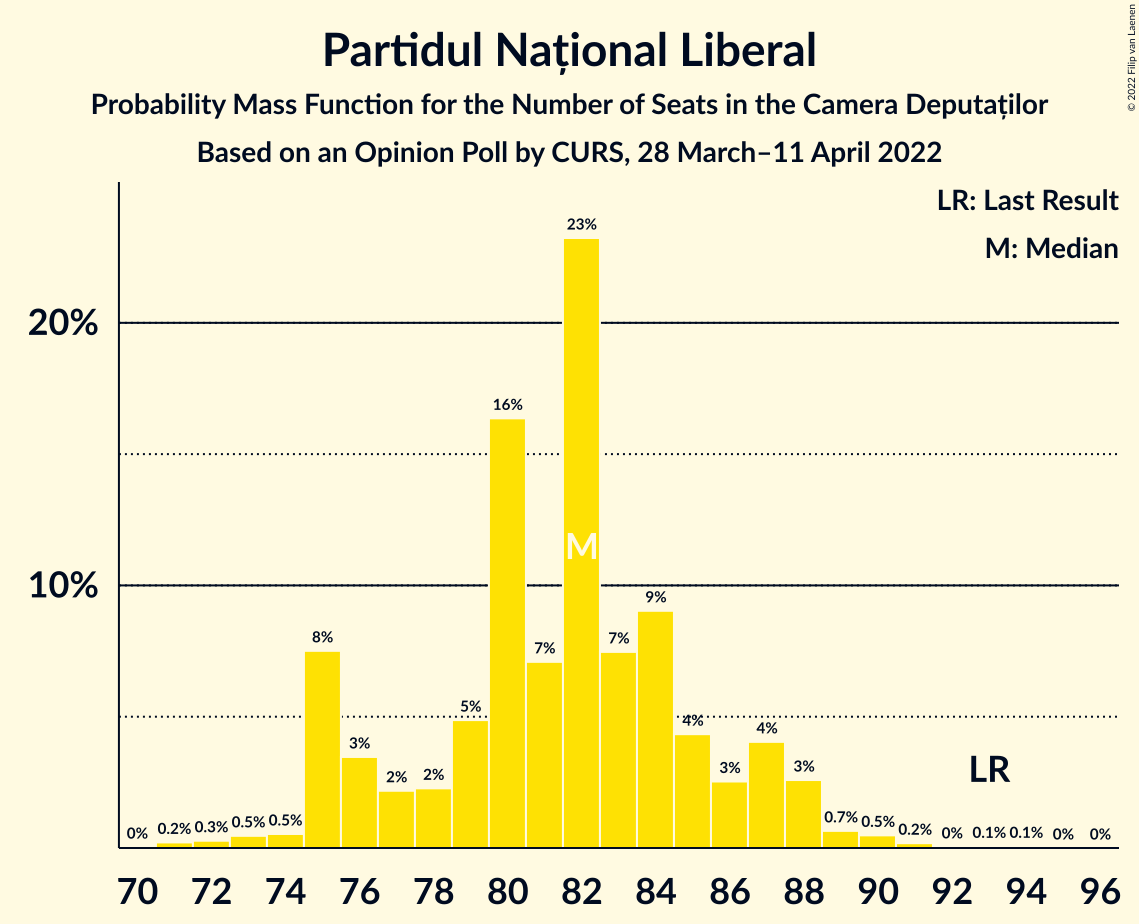 Partidul Național Liberal
Probability Mass Function for the Number of Seats in the Camera Deputaților
Based on an Opinion Poll by CURS, 28 March–11 April 2022
© 2022 Filip van Laenen
LR: Last Result
M: Median
20%
10%
0% 0.2% 0.3% 0.5% 0.5% 8% 3% 2% 2% 5% 16% 7% 23% 7% 9% 4% 3% 4% 3% 0.7% 0.5% 0.2% 0% 0.1% 0.1% 0% 0%
M
LR
70 72 74 76 78 80 82 84 86 88 90 92 94 96